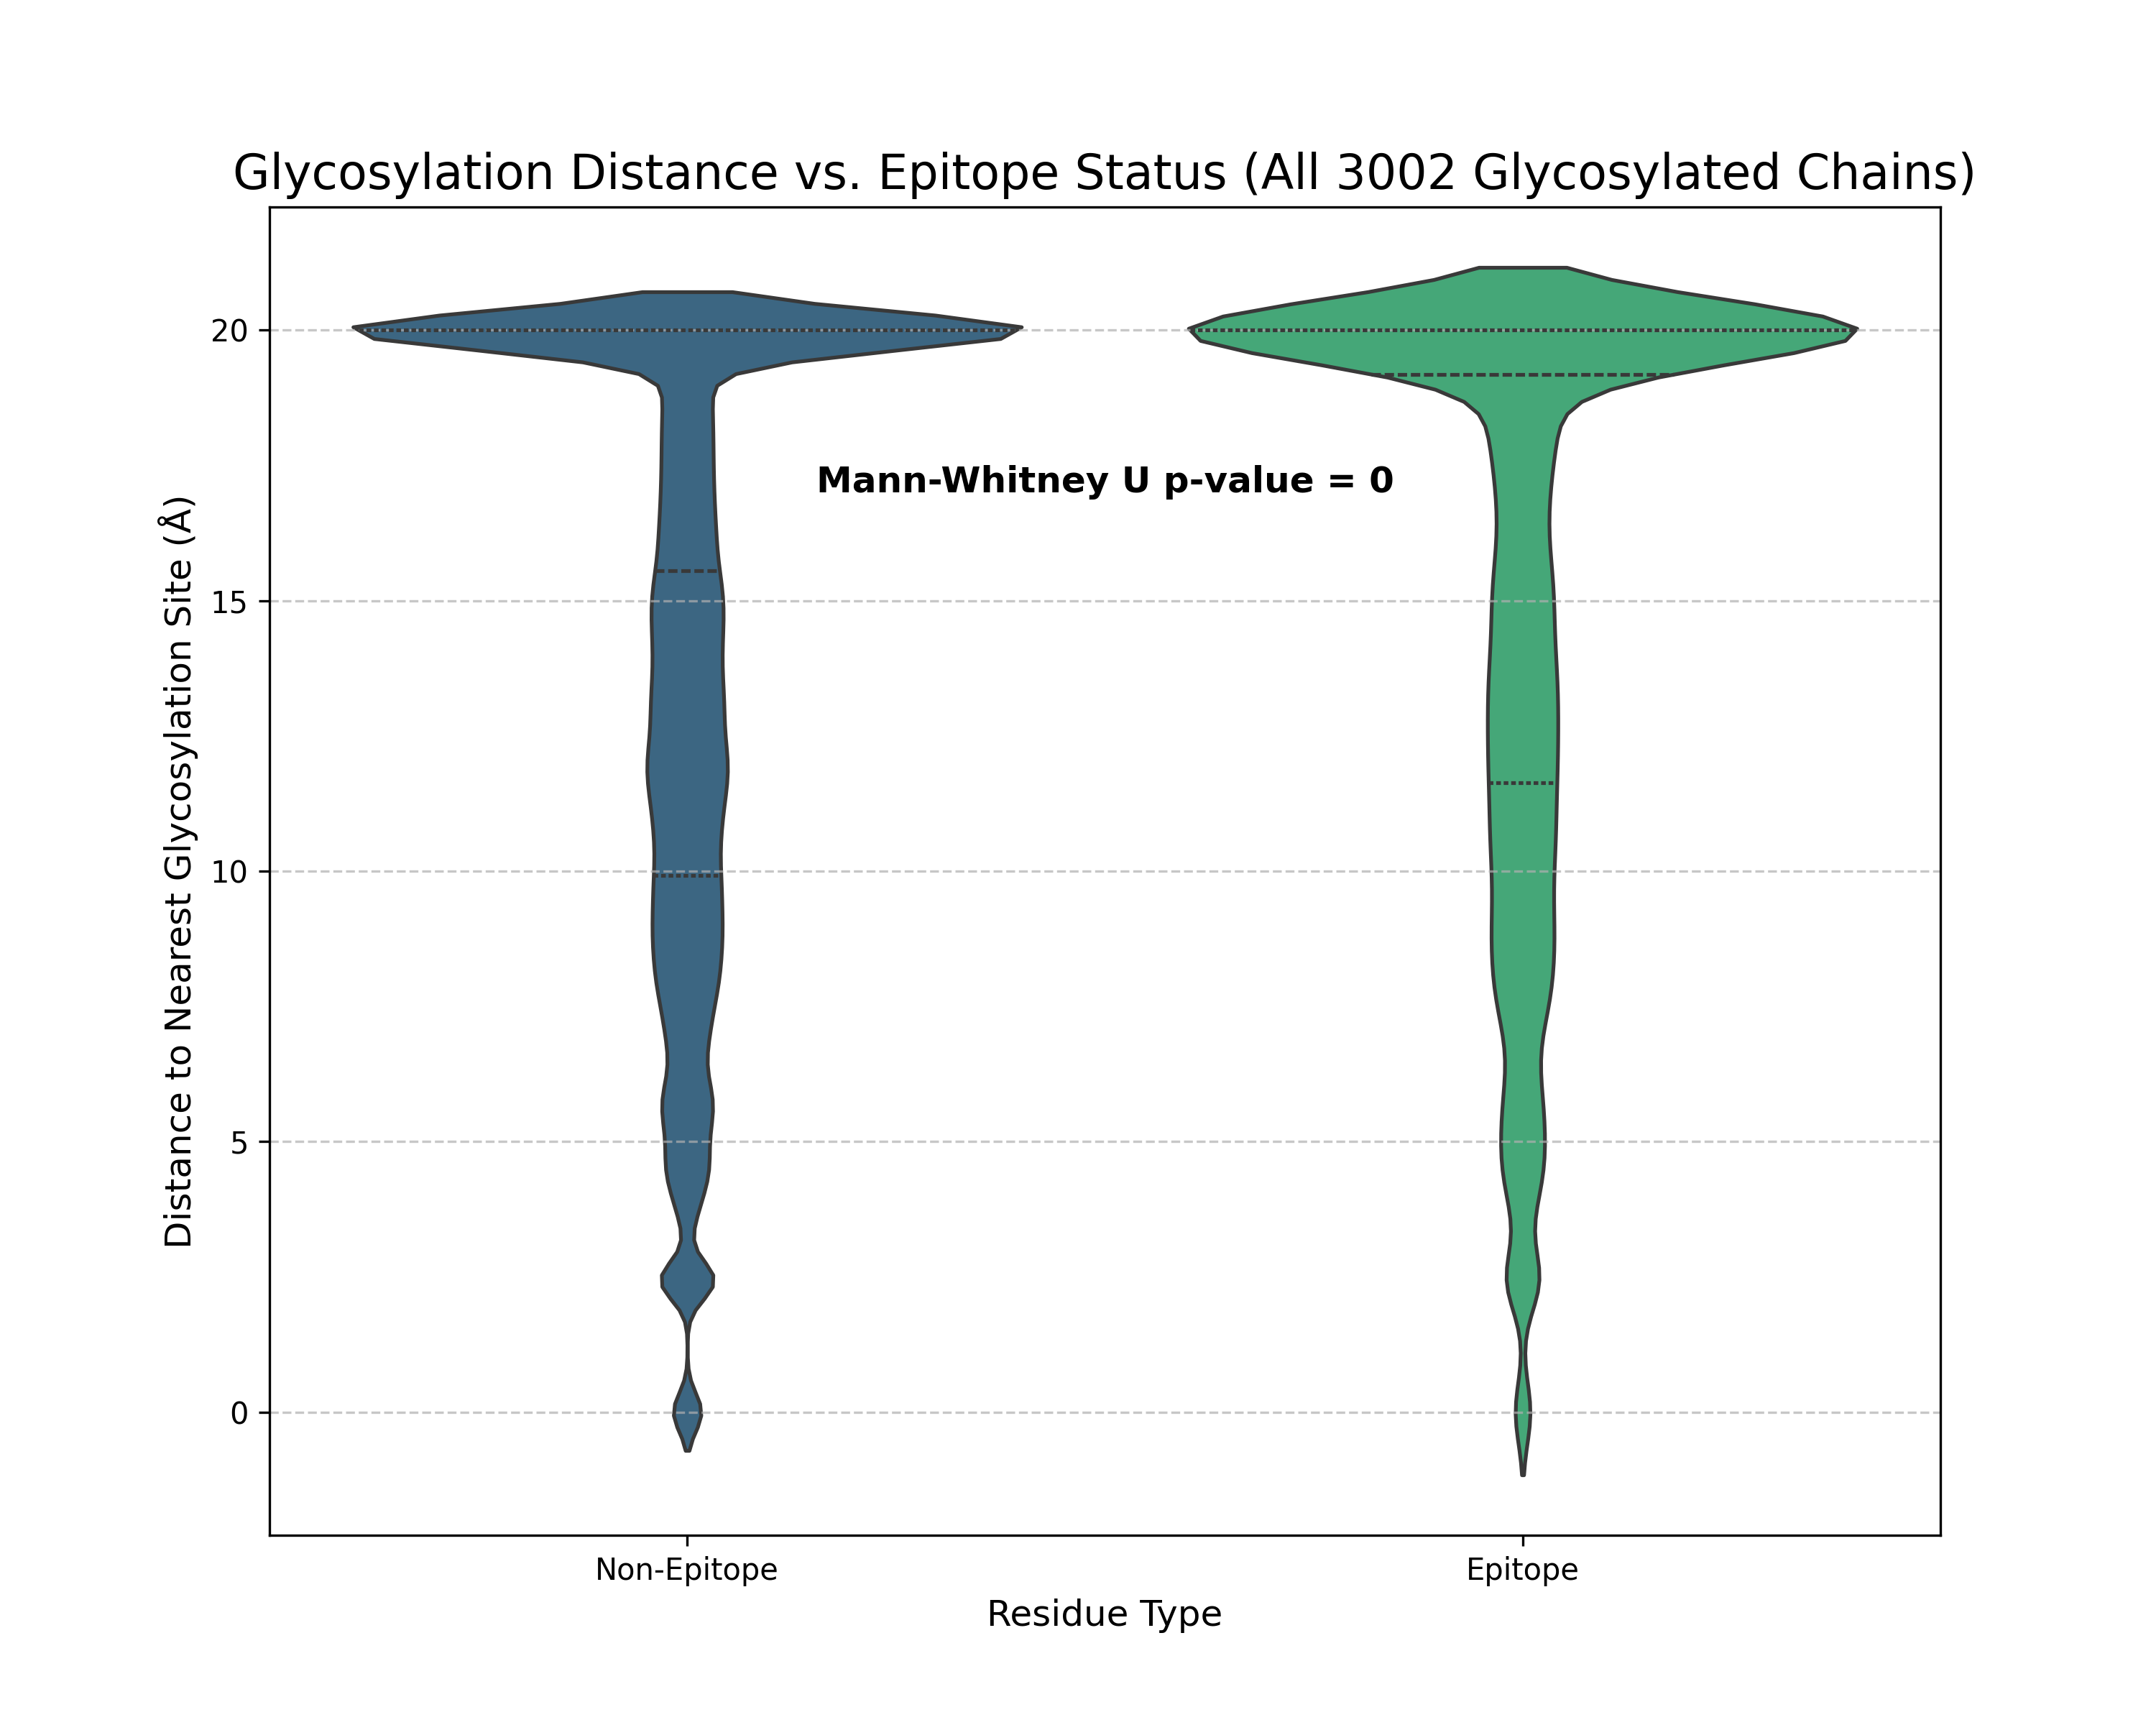 Glycosylation Distance vs. Epitope Status (All 3002 Glycosylated Chains)
20
Mann-Whitney U p-value = 0
15
10
5
0
Distance to Nearest Glycosylation Site (Å)
Non-Epitope
Epitope
Residue Type